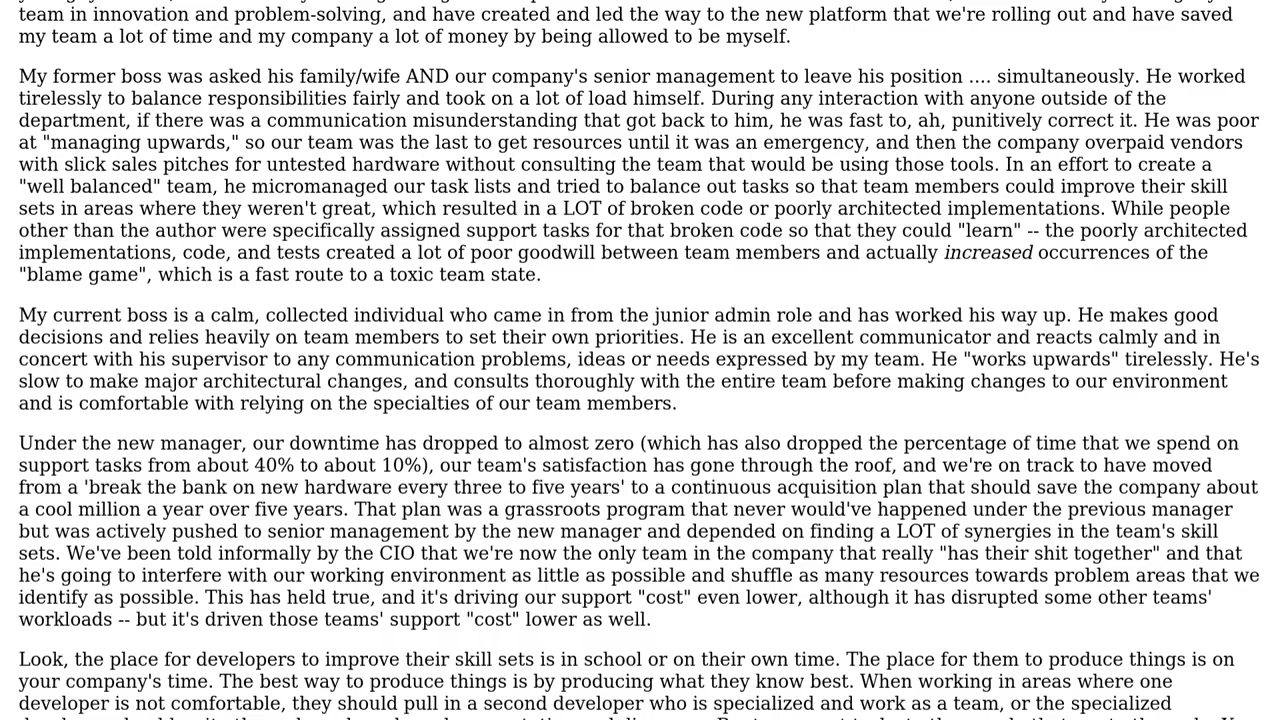 team in innovation and problem-solving, and have created and led the way to the new platform that we're rolling out and have saved
my team a lot of time and my company a lot of money by being allowed to be myself.
My former boss was asked his family/wife AND our company's senior management to leave his position .... simultaneously. He worked
tirelessly to balance responsibilities fairly and took on a lot of load himself. During any interaction with anyone outside of the
department, if there was a communication misunderstanding that got back to him, he was fast to, ah, punitively correct it. He was poor
at "managing upwards," so our team was the last to get resources until it was an emergency, and then the company overpaid vendors
with slick sales pitches for untested hardware without consulting the team that would be using those tools. In an effort to create a
"well balanced" team, he micromanaged our task lists and tried to balance out tasks so that team members could improve their skill
sets in areas where they weren't great, which resulted in a LOT of broken code or poorly architected implementations. While people
other than the author were specifically assigned support tasks for that broken code so that they could "learn" -- the poorly architected
implementations, code, and tests created a lot of poor goodwill between team members and actually increased occurrences of the
"blame game", which is a fast route to a toxic team state.
My current boss is a calm, collected individual who came in from the junior admin role and has worked his way up. He makes good
decisions and relies heavily on team members to set their own priorities. He is an excellent communicator and reacts calmly and in
concert with his supervisor to any communication problems, ideas or needs expressed by my team. He "works upwards" tirelessly. He's
slow to make major architectural changes, and consults thoroughly with the entire team before making changes to our environment
and is comfortable with relying on the specialties of our team members.
Under the new manager, our downtime has dropped to almost zero (which has also dropped the percentage of time that we spend on
support tasks from about 40% to about 10%), our team's satisfaction has gone through the roof, and we're on track to have moved
from a 'break the bank on new hardware every three to five years' to a continuous acquisition plan that should save the company about
a cool million a year over five years. That plan was a grassroots program that never would've happened under the previous manager
but was actively pushed to senior management by the new manager and depended on finding a LOT of synergies in the team's skill
sets. We've been told informally by the CIO that we're now the only team in the company that really "has their shit together" and that
he's going to interfere with our working environment as little as possible and shuffle as many resources towards problem areas that we
identify as possible. This has held true, and it's driving our support "cost" even lower, although it has disrupted some other teams'
workloads -- but it's driven those teams' support "cost" lower as well.
Look, the place for developers to improve their skill sets is in school or on their own time. The place for them to produce things is on
your company's time. The best way to produce things is by producing what they know best. When working in areas where one
developer is not comfortable, they should pull in a second developer who is specialized and work as a team, or the specialized